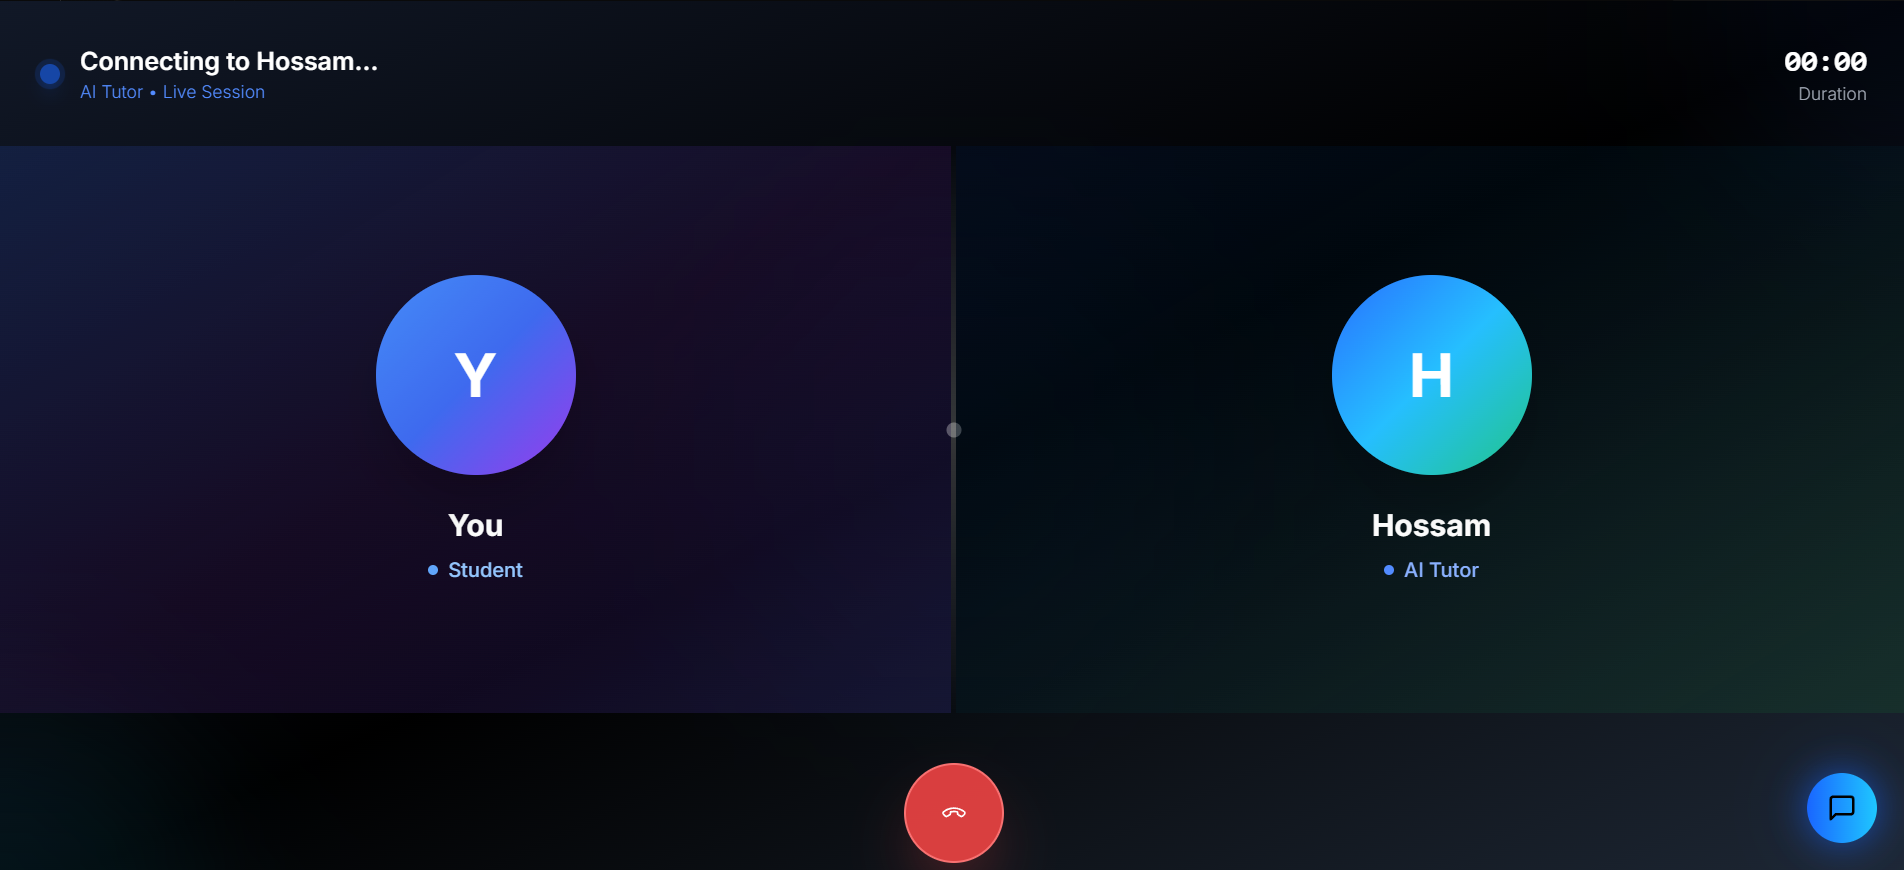 Connecting to Hossam...
AI Tutor • Live Session
00:00
Duration
Y
You
Student
H
Hossam
AI Tutor